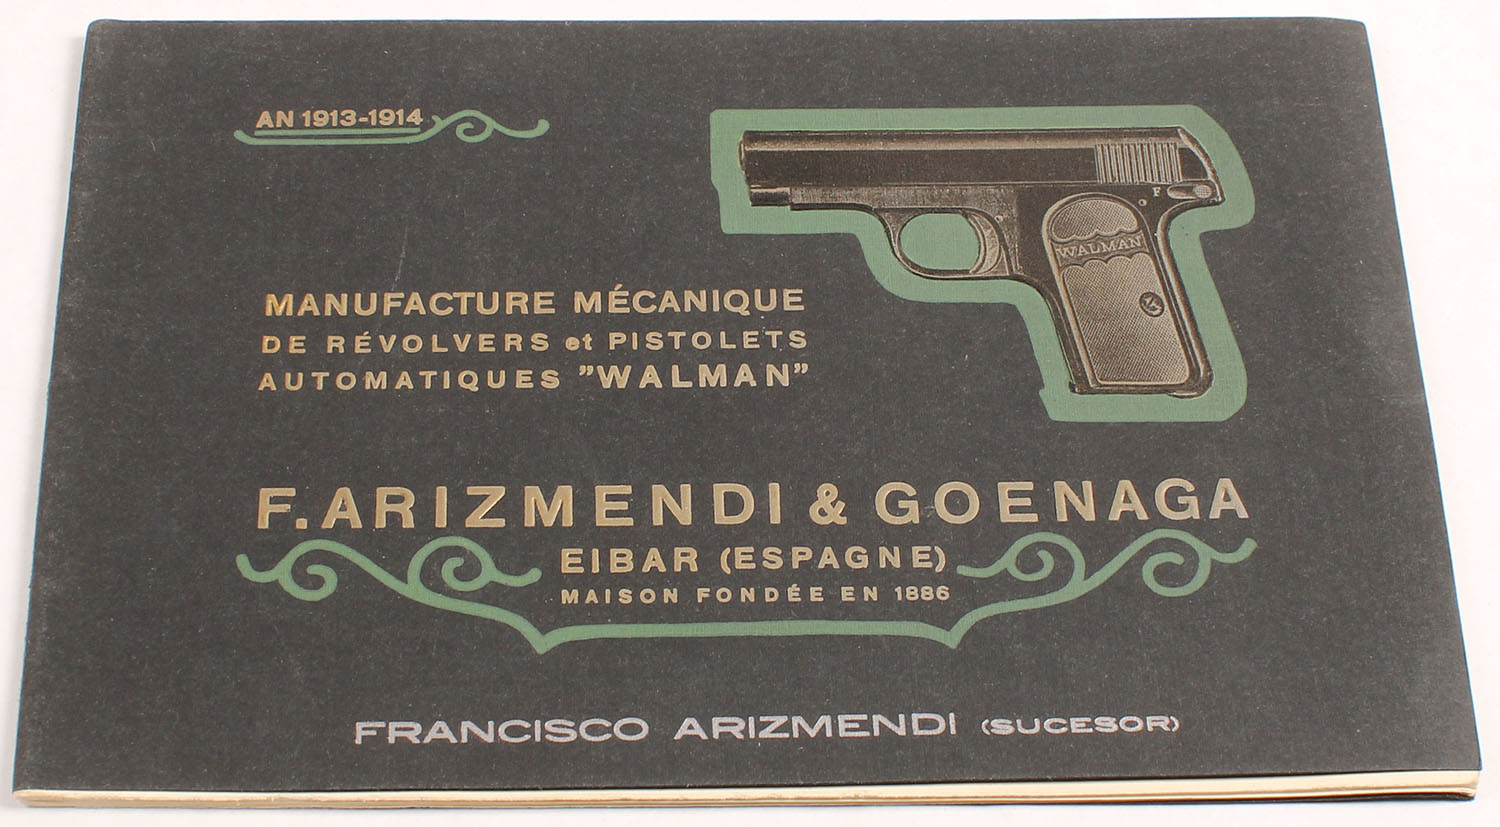 AN 1913-1914
F
WALMAN
MANUFACTURE MÉCANIQUE
DE RÉVOLVERS et PISTOLETS
AUTOMATIQUES "WALMAN"
F. ARIZMENDI & GOENAGA
EIBAR (ESPAGNE)
MAISON FONDÉE EN 1886
FRANCISCO ARIZMENDI (SUCESOR)